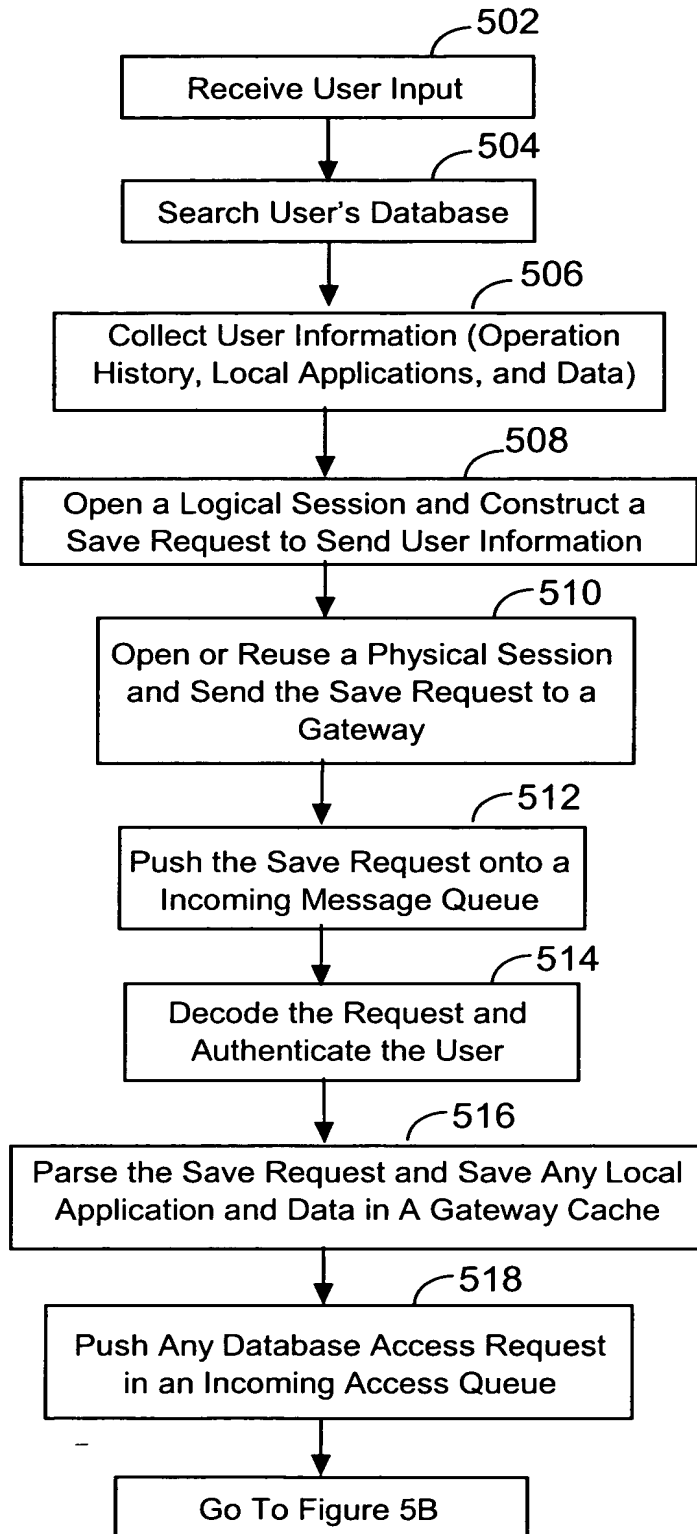 502
Receive User Input
504
Search User's Database
506
Collect User Information (Operation
History, Local Applications, and Data)
508
Open a Logical Session and Construct a
Save Request to Send User Information
510
Open or Reuse a Physical Session
and Send the Save Request to a
Gateway
512
Push the Save Request onto a
Incoming Message Queue
514
Decode the Request and
Authenticate the User
516
Parse the Save Request and Save Any Local
Application and Data in A Gateway Cache
518
Push Any Database Access Request
in an Incoming Access Queue
Go To Figure 5B